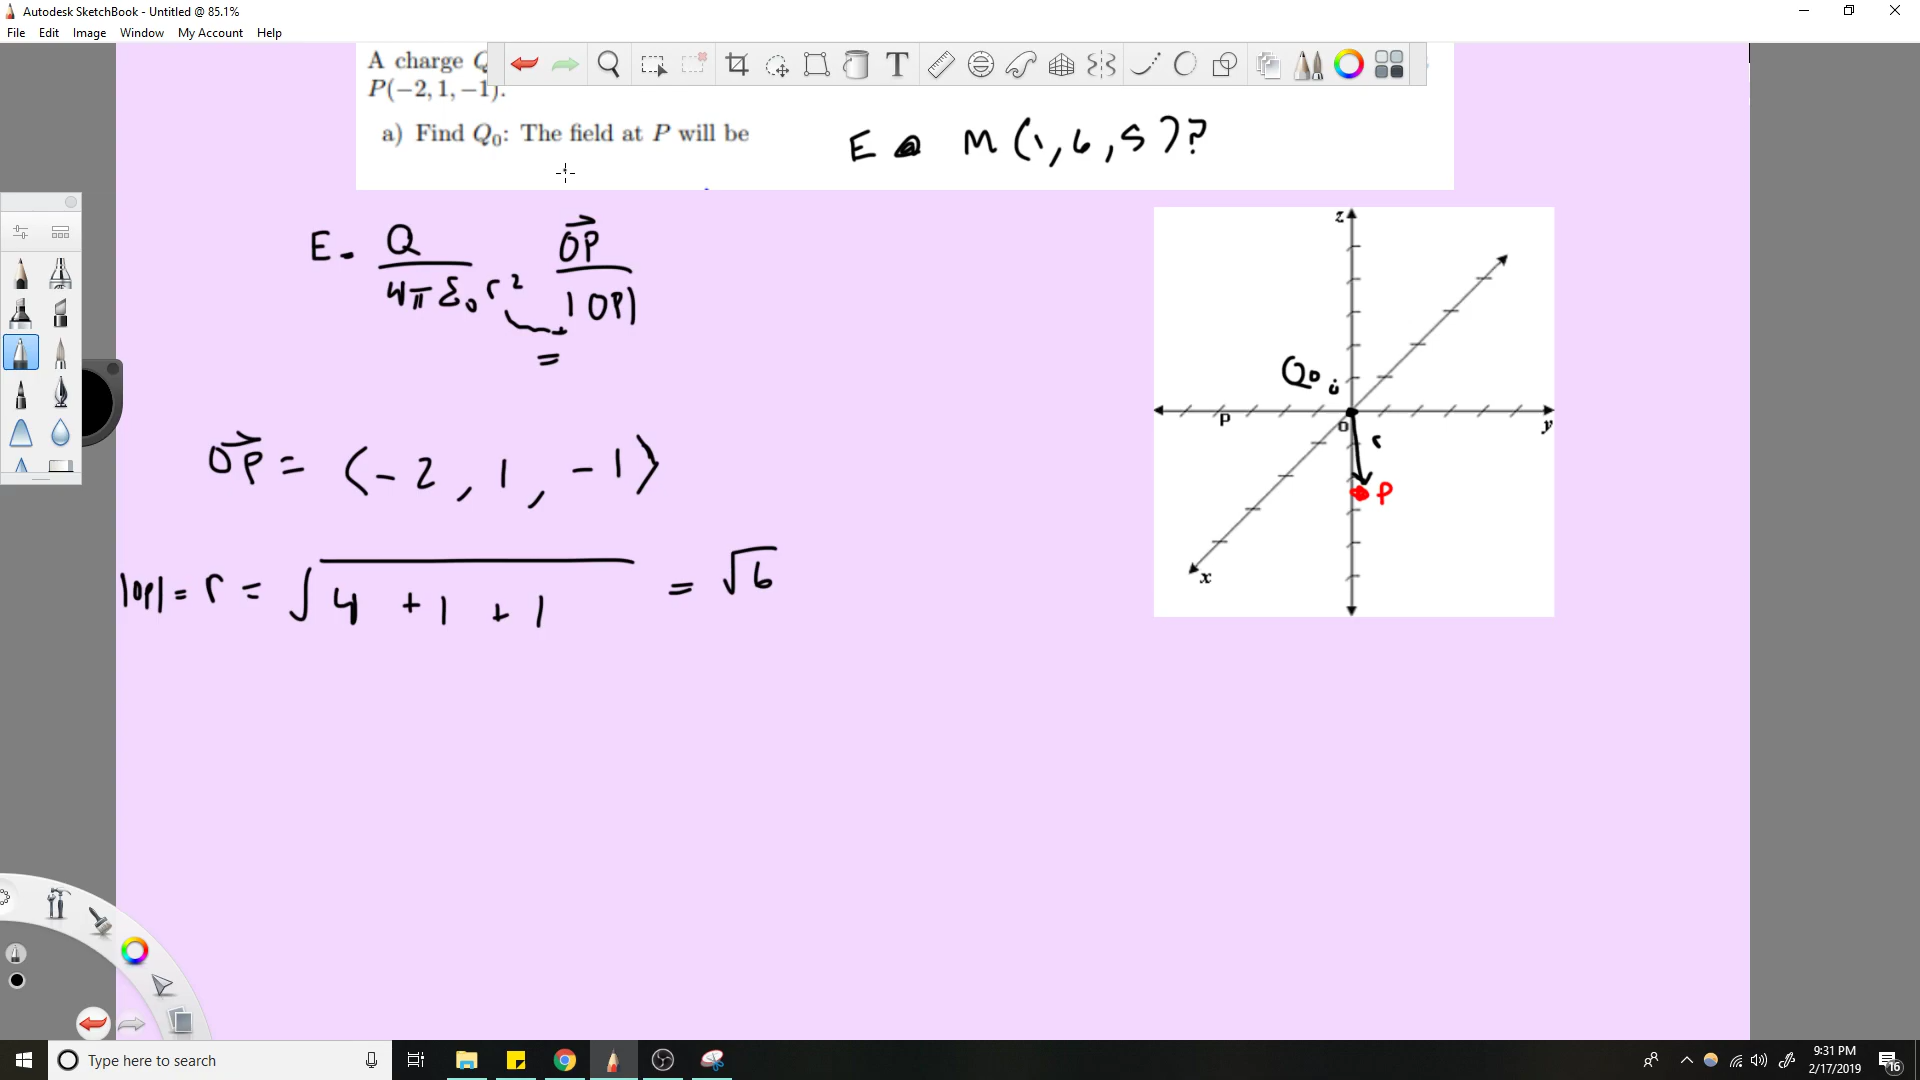 Autodesk SketchBook - Untitled @ 85.1%
File Edit Image Window My Account Help
A charge Q
P(−2, 1, −1).
a) Find Q₀: The field at P will be
E @ M (1, 6, 5)?
E = Q / 4πε₀r² OP / |OP|
=
OP = (-2, 1, -1)
|OP| = r = √4 + 1 + 1 = √6
z
Q₀
P
o
y
r
P
x
Type here to search
9:31 PM
2/17/2019
16